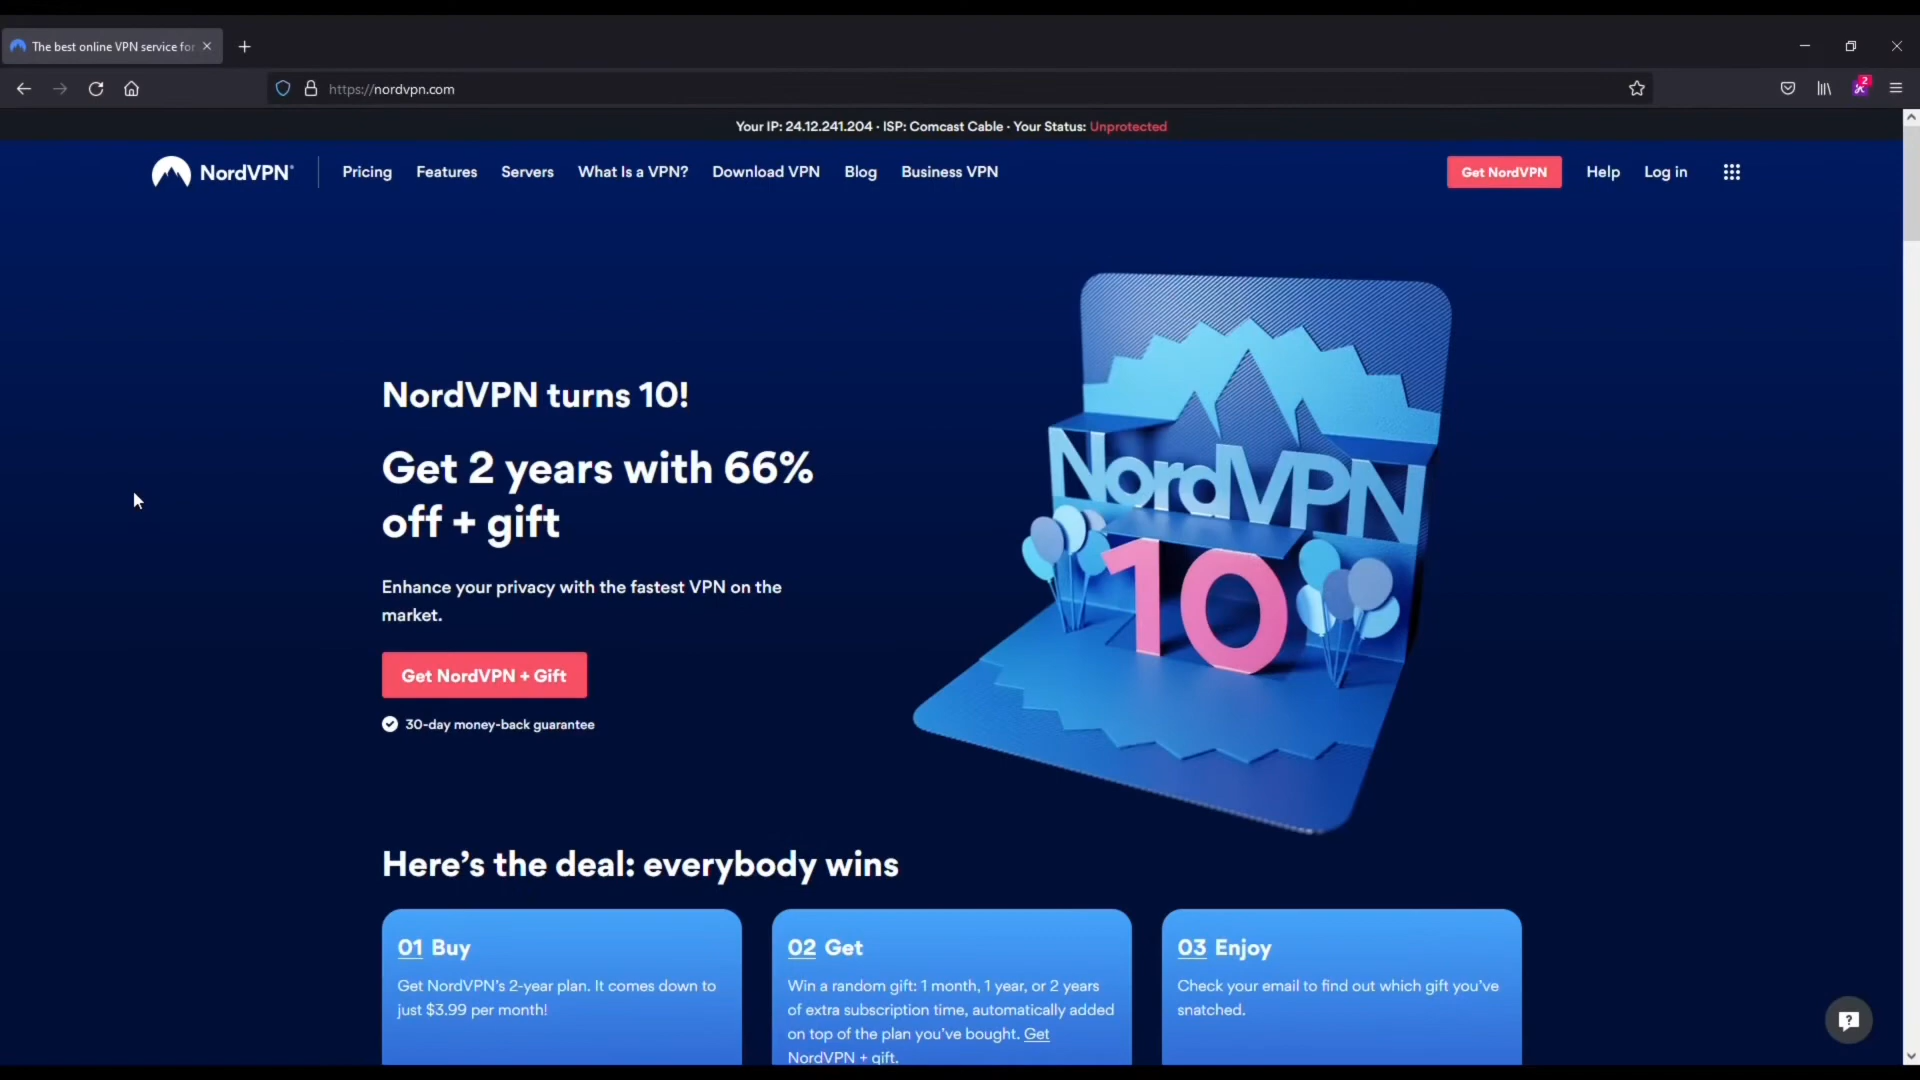 The best online VPN service for
https://nordvpn.com
2
Your IP: 24.12.241.204 · ISP: Comcast Cable · Your Status: Unprotected
NordVPN®
Pricing
Features
Servers
What Is a VPN?
Download VPN
Blog
Business VPN
Get NordVPN
Help
Log in
NordVPN turns 10!
Get 2 years with 66%
off + gift
Enhance your privacy with the fastest VPN on the
market.
Get NordVPN + Gift
30-day money-back guarantee
NordVPN
10
Here's the deal: everybody wins
01 Buy
Get NordVPN's 2-year plan. It comes down to
just $3.99 per month!
02 Get
Win a random gift: 1 month, 1 year, or 2 years
of extra subscription time, automatically added
on top of the plan you've bought. Get
NordVPN + gift.
03 Enjoy
Check your email to find out which gift you've
snatched.